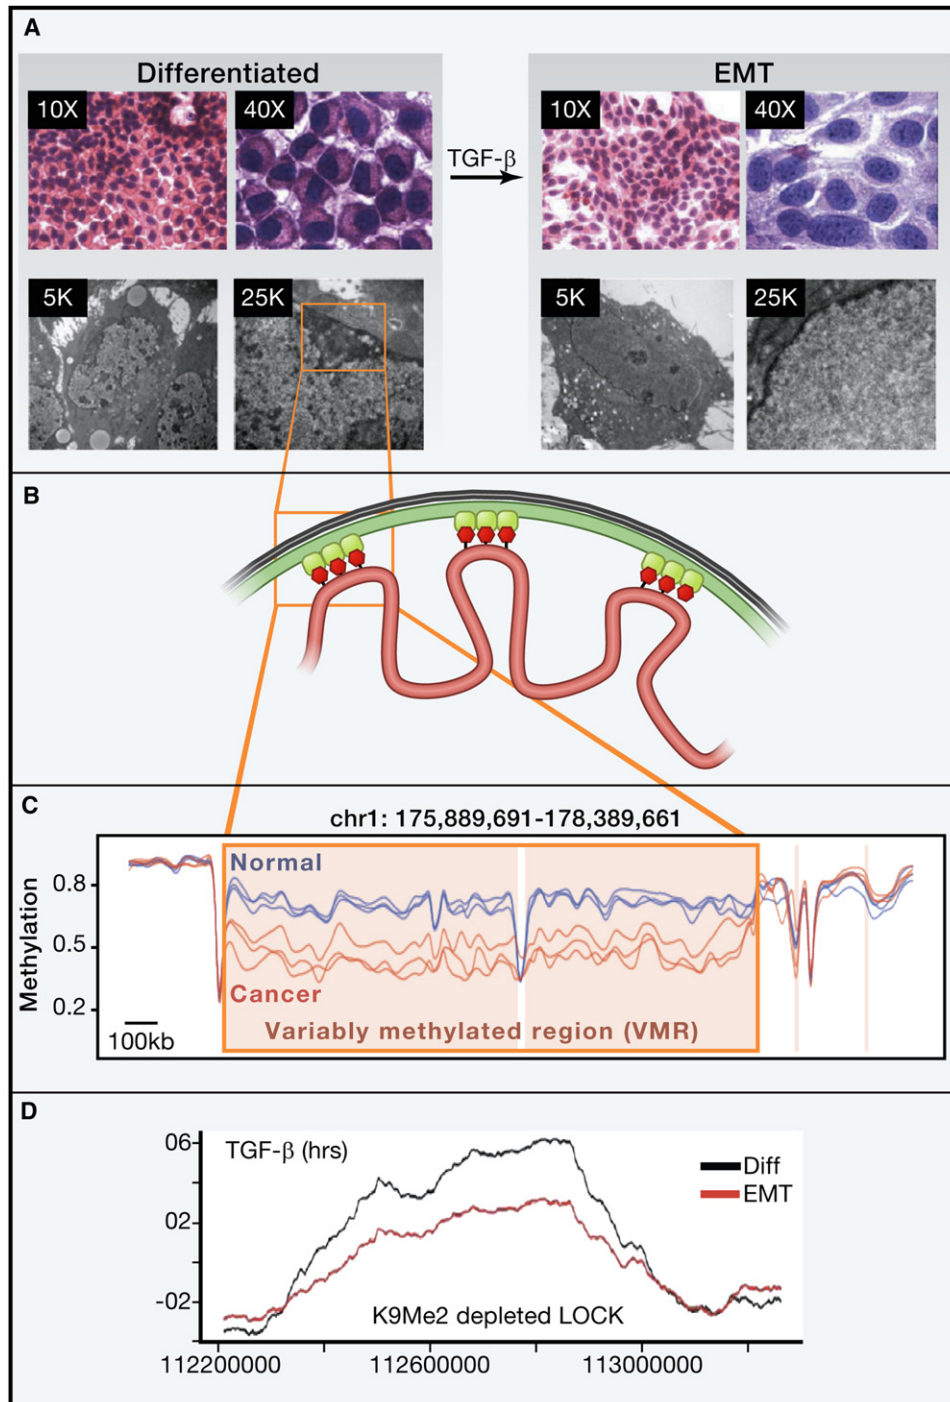 A
Differentiated
EMT
10X
40X
TGF-β
10X
40X
5K
25K
5K
25K
B
C
chr1: 175,889,691-178,389,661
Methylation
0.8
0.5
0.2
Normal
Cancer
Variably methylated region (VMR)
100kb
D
06
02
-02
TGF-β (hrs)
Diff
EMT
K9Me2 depleted LOCK
112200000
112600000
113000000